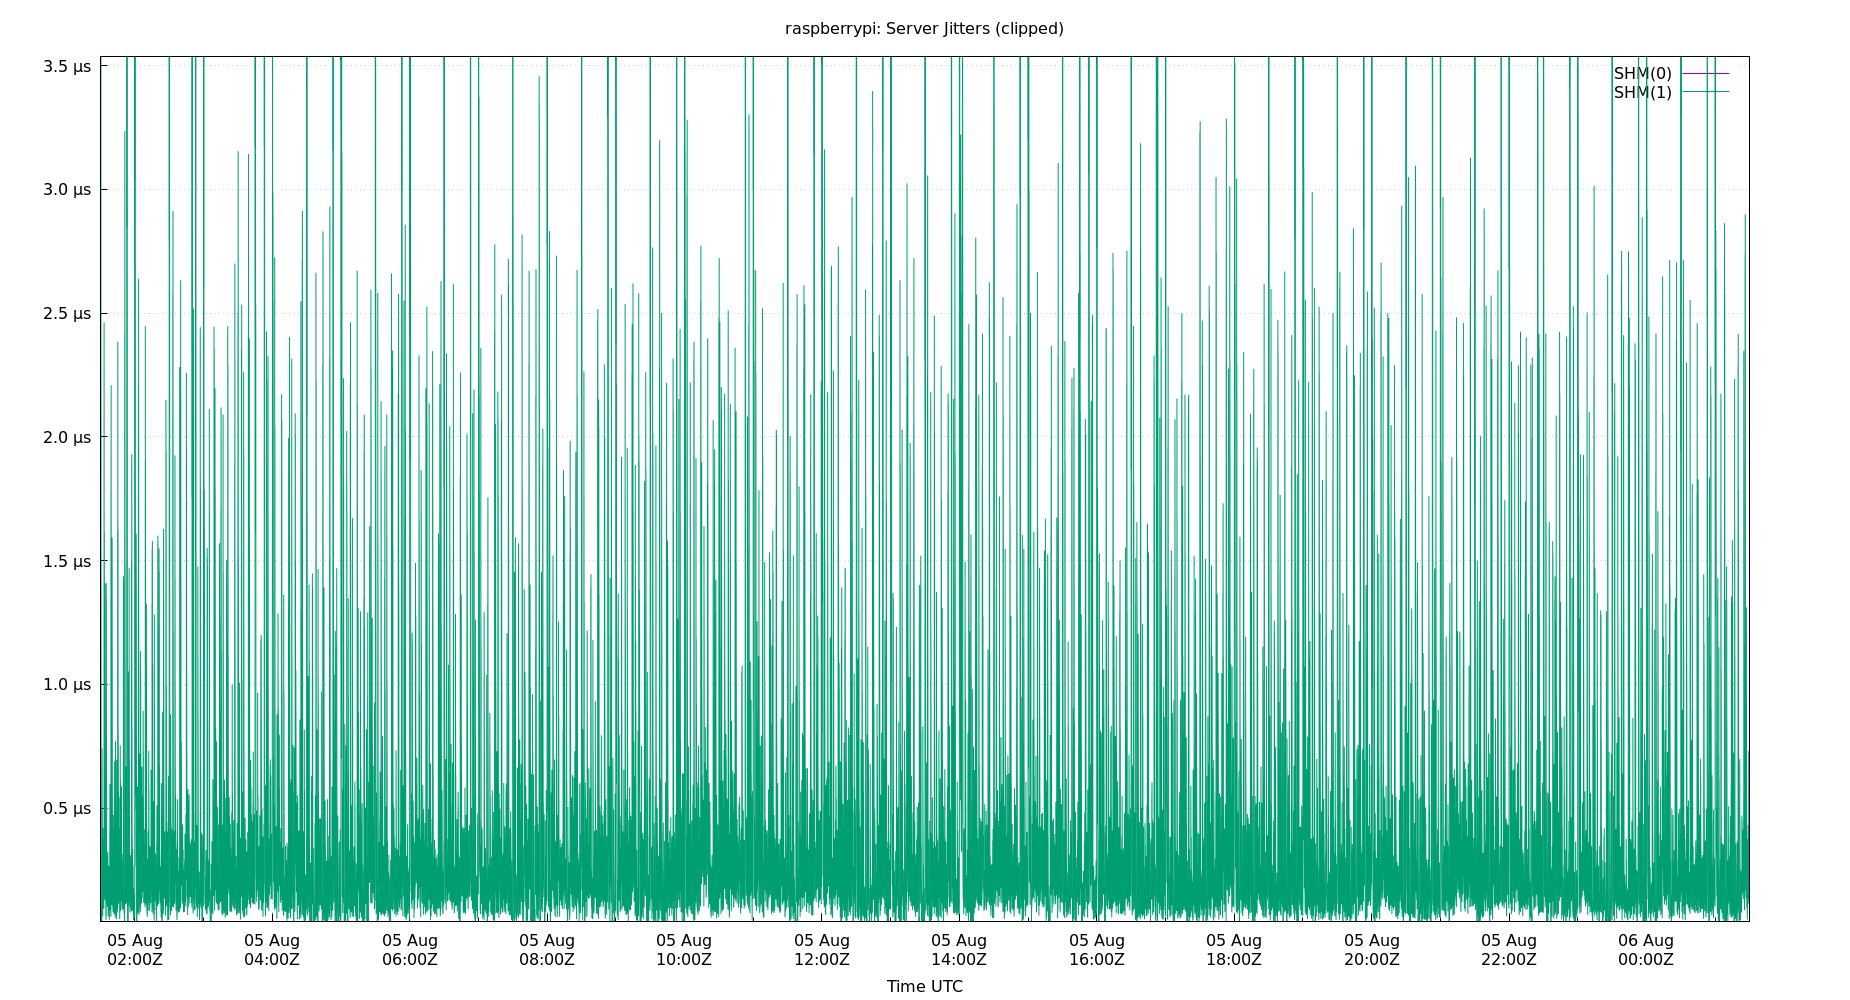 raspberrypi: Server Jitters (clipped)
3.5 µs
3.0 µs
2.5 µs
2.0 µs
1.5 µs
1.0 µs
0.5 µs
SHM(0)
SHM(1)
05 Aug 05 Aug 05 Aug 05 Aug 05 Aug 05 Aug 05 Aug 05 Aug 05 Aug 05 Aug 05 Aug 06 Aug
02:00Z 04:00Z 06:00Z 08:00Z 10:00Z 12:00Z 14:00Z 16:00Z 18:00Z 20:00Z 22:00Z 00:00Z
Time UTC